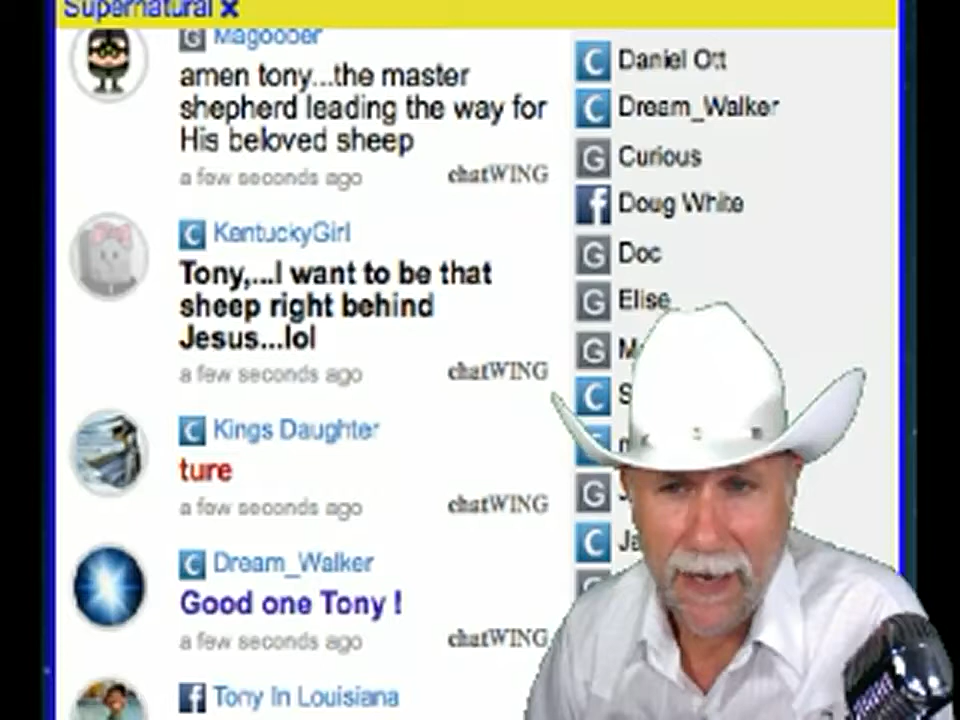 Supernatural ×
G Magoober
amen tony...the master
shepherd leading the way for
His beloved sheep
a few seconds ago chatWING
C KentuckyGirl
Tony,...I want to be that
sheep right behind
Jesus...lol
a few seconds ago chatWING
C Kings Daughter
ture
a few seconds ago chatWING
C Dream_Walker
Good one Tony !
a few seconds ago chatWING
f Tony In Louisiana
C Daniel Ott
C Dream_Walker
G Curious
f Doug White
G Doc
G Elise
G
C
G
C